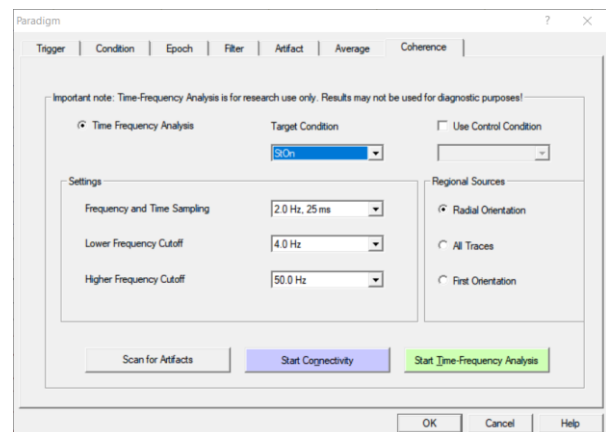 Paradigm ? ×
Trigger Condition Epoch Filter Artifact Average Coherence
Important note: Time-Frequency Analysis is for research use only. Results may not be used for diagnostic purposes!
Time Frequency Analysis Target Condition Use Control Condition
StOn
Settings Regional Sources
Frequency and Time Sampling 2.0 Hz, 25 ms Radial Orientation
Lower Frequency Cutoff 4.0 Hz All Traces
Higher Frequency Cutoff 50.0 Hz First Orientation
Scan for Artifacts Start Connectivity Start Time-Frequency Analysis
OK Cancel Help